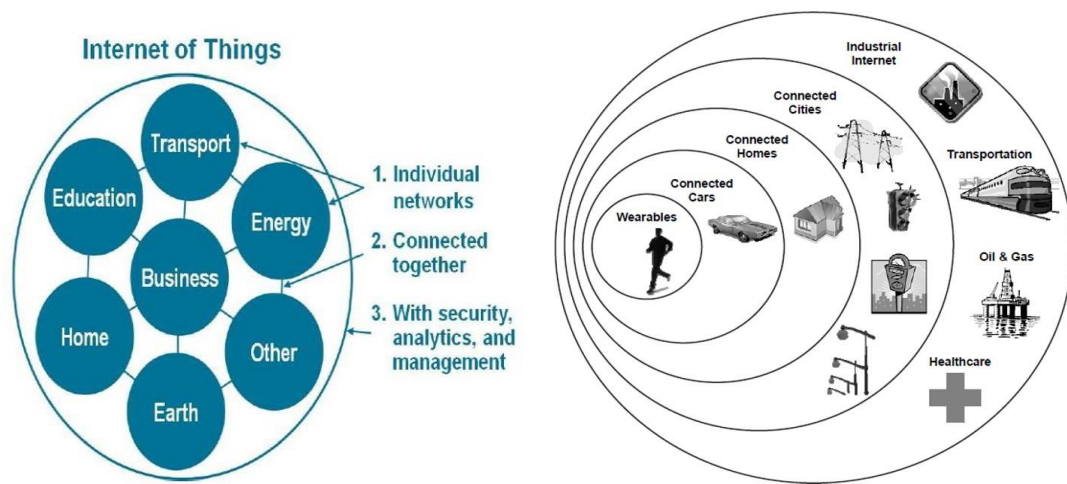 Internet of Things
Transport
Education
Energy
Business
Home
Other
Earth
1. Individual
networks
2. Connected
together
3. With security,
analytics, and
management
Industrial
Internet
Connected
Cities
Connected
Homes
Transportation
Connected
Cars
Wearables
Oil & Gas
Healthcare